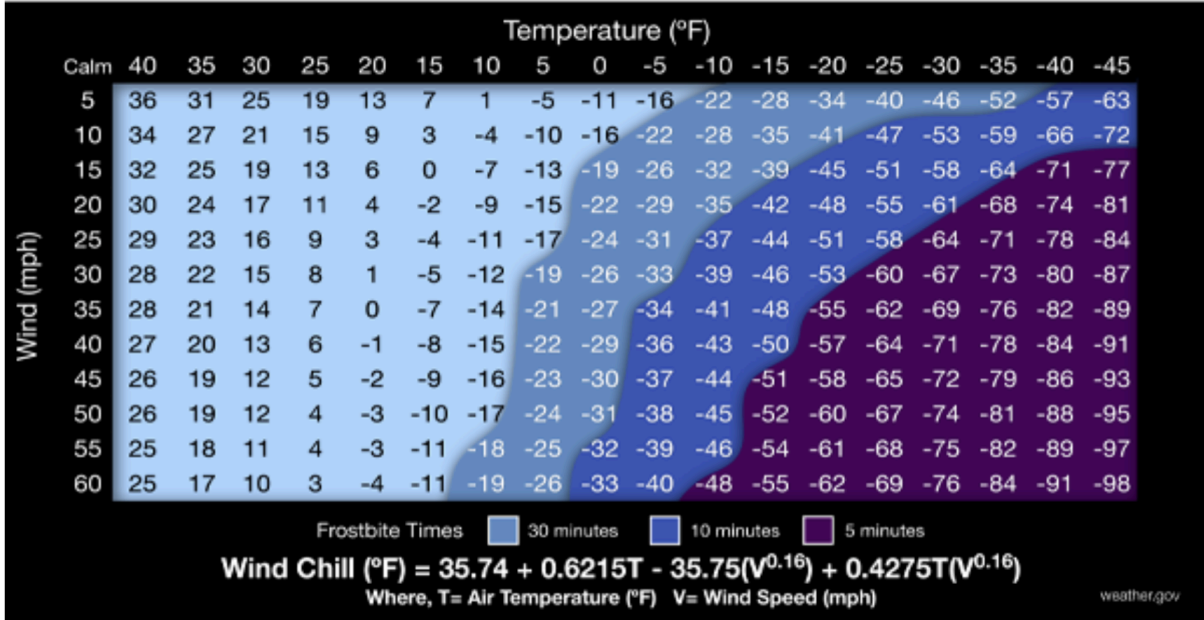 Temperature (ºF)
Calm 40 35 30 25 20 15 10 5 0 -5 -10 -15 -20 -25 -30 -35 -40 -45
5 36 31 25 19 13 7 1 -5 -11 -16 -22 -28 -34 -40 -46 -52 -57 -63
10 34 27 21 15 9 3 -4 -10 -16 -22 -28 -35 -41 -47 -53 -59 -66 -72
15 32 25 19 13 6 0 -7 -13 -19 -26 -32 -39 -45 -51 -58 -64 -71 -77
20 30 24 17 11 4 -2 -9 -15 -22 -29 -35 -42 -48 -55 -61 -68 -74 -81
25 29 23 16 9 3 -4 -11 -17 -24 -31 -37 -44 -51 -58 -64 -71 -78 -84
30 28 22 15 8 1 -5 -12 -19 -26 -33 -39 -46 -53 -60 -67 -73 -80 -87
35 28 21 14 7 0 -7 -14 -21 -27 -34 -41 -48 -55 -62 -69 -76 -82 -89
40 27 20 13 6 -1 -8 -15 -22 -29 -36 -43 -50 -57 -64 -71 -78 -84 -91
45 26 19 12 5 -2 -9 -16 -23 -30 -37 -44 -51 -58 -65 -72 -79 -86 -93
50 26 19 12 4 -3 -10 -17 -24 -31 -38 -45 -52 -60 -67 -74 -81 -88 -95
55 25 18 11 4 -3 -11 -18 -25 -32 -39 -46 -54 -61 -68 -75 -82 -89 -97
60 25 17 10 3 -4 -11 -19 -26 -33 -40 -48 -55 -62 -69 -76 -84 -91 -98
Wind (mph)
Frostbite Times 30 minutes 10 minutes 5 minutes
Wind Chill (ºF) = 35.74 + 0.6215T - 35.75(V^0.16) + 0.4275T(V^0.16)
Where, T= Air Temperature (ºF) V= Wind Speed (mph)
weather.gov